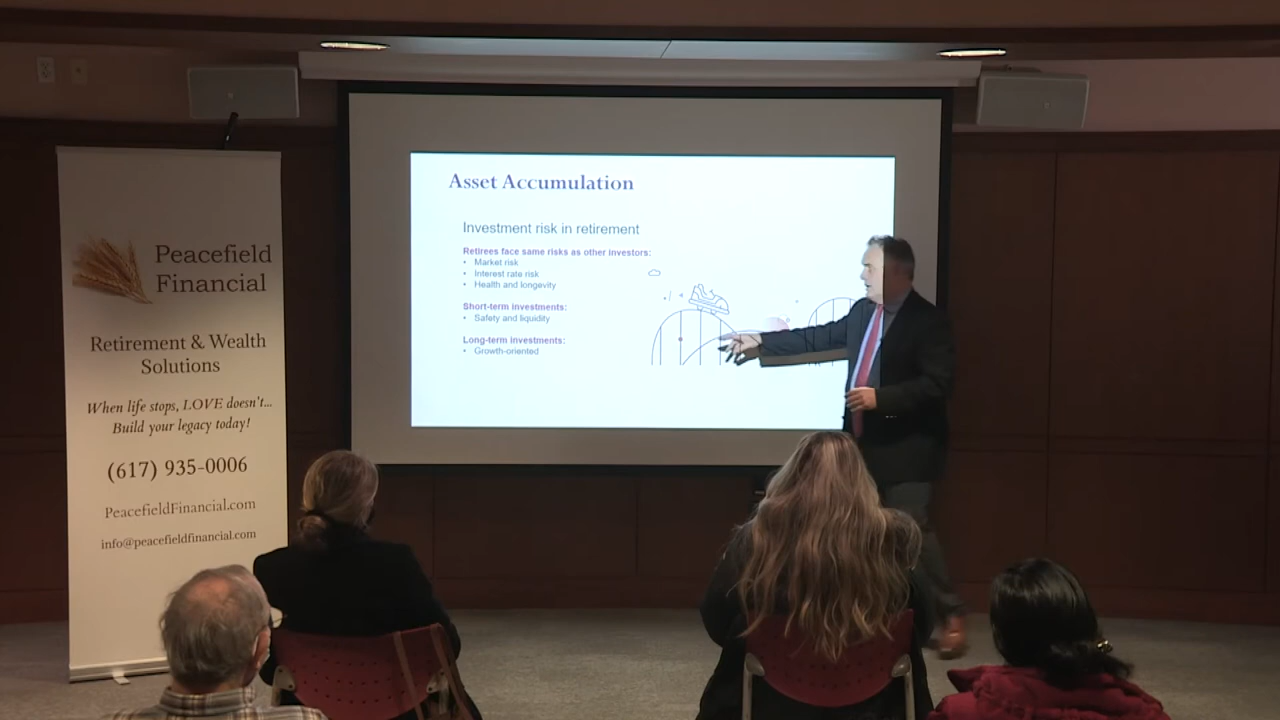 Peacefield
Financial
Retirement & Wealth
Solutions
When life stops, LOVE doesn't...
Build your legacy today!
(617) 935-0006
PeacefieldFinancial.com
info@peacefieldfinancial.com
Asset Accumulation
Investment risk in retirement
Retirees face same risks as other investors:
• Market risk
• Interest rate risk
• Health and longevity
Short-term investments:
• Safety and liquidity
Long-term investments:
• Growth-oriented